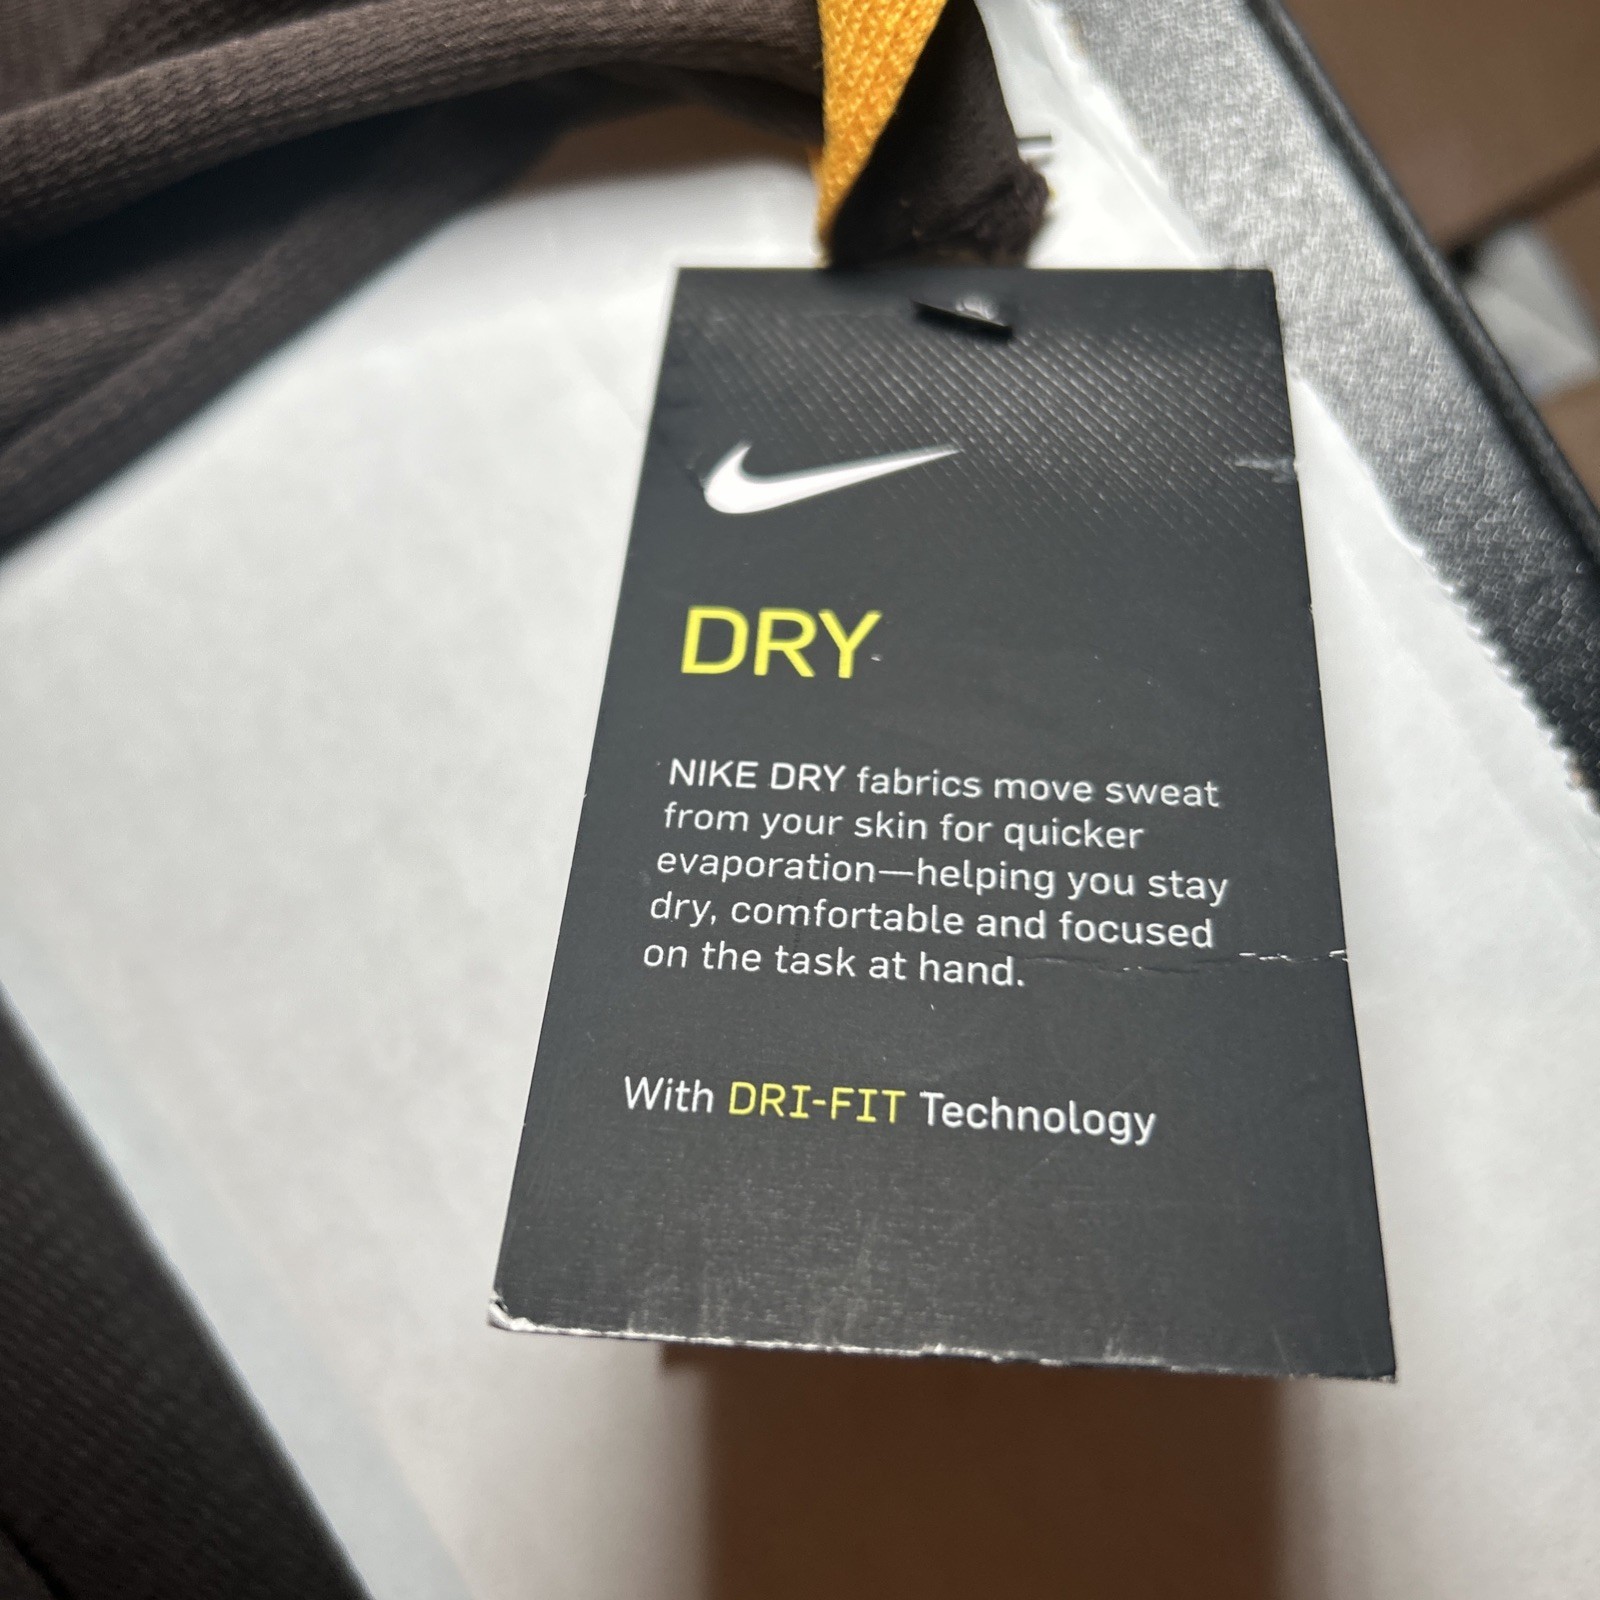 DRY
NIKE DRY fabrics move sweat
from your skin for quicker
evaporation—helping you stay
dry, comfortable and focused
on the task at hand.
With DRI-FIT Technology